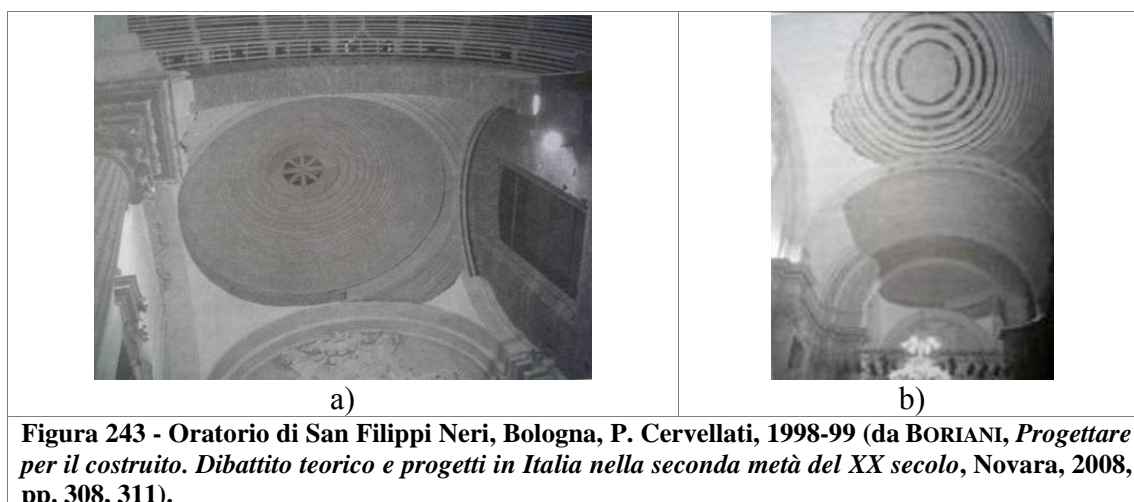 a)
b)
Figura 243 - Oratorio di San Filippi Neri, Bologna, P. Cervellati, 1998-99 (da BORIANI, Progettare
per il costruito. Dibattito teorico e progetti in Italia nella seconda metà del XX secolo, Novara, 2008,
pp. 308, 311).